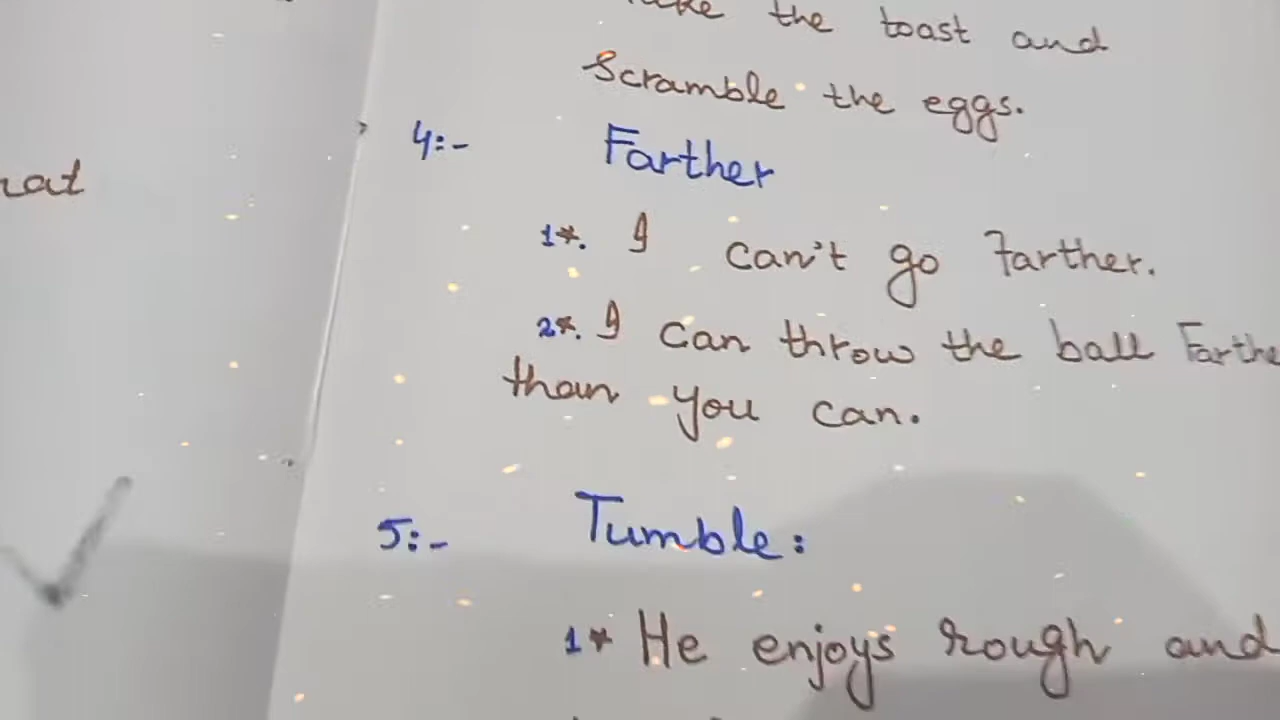 the toast and
Scramble the eggs.
4:- Farther
1*. I can't go Farther.
2*. I can throw the ball Farthe
than you can.
5:- Tumble:
1* He enjoys rough and